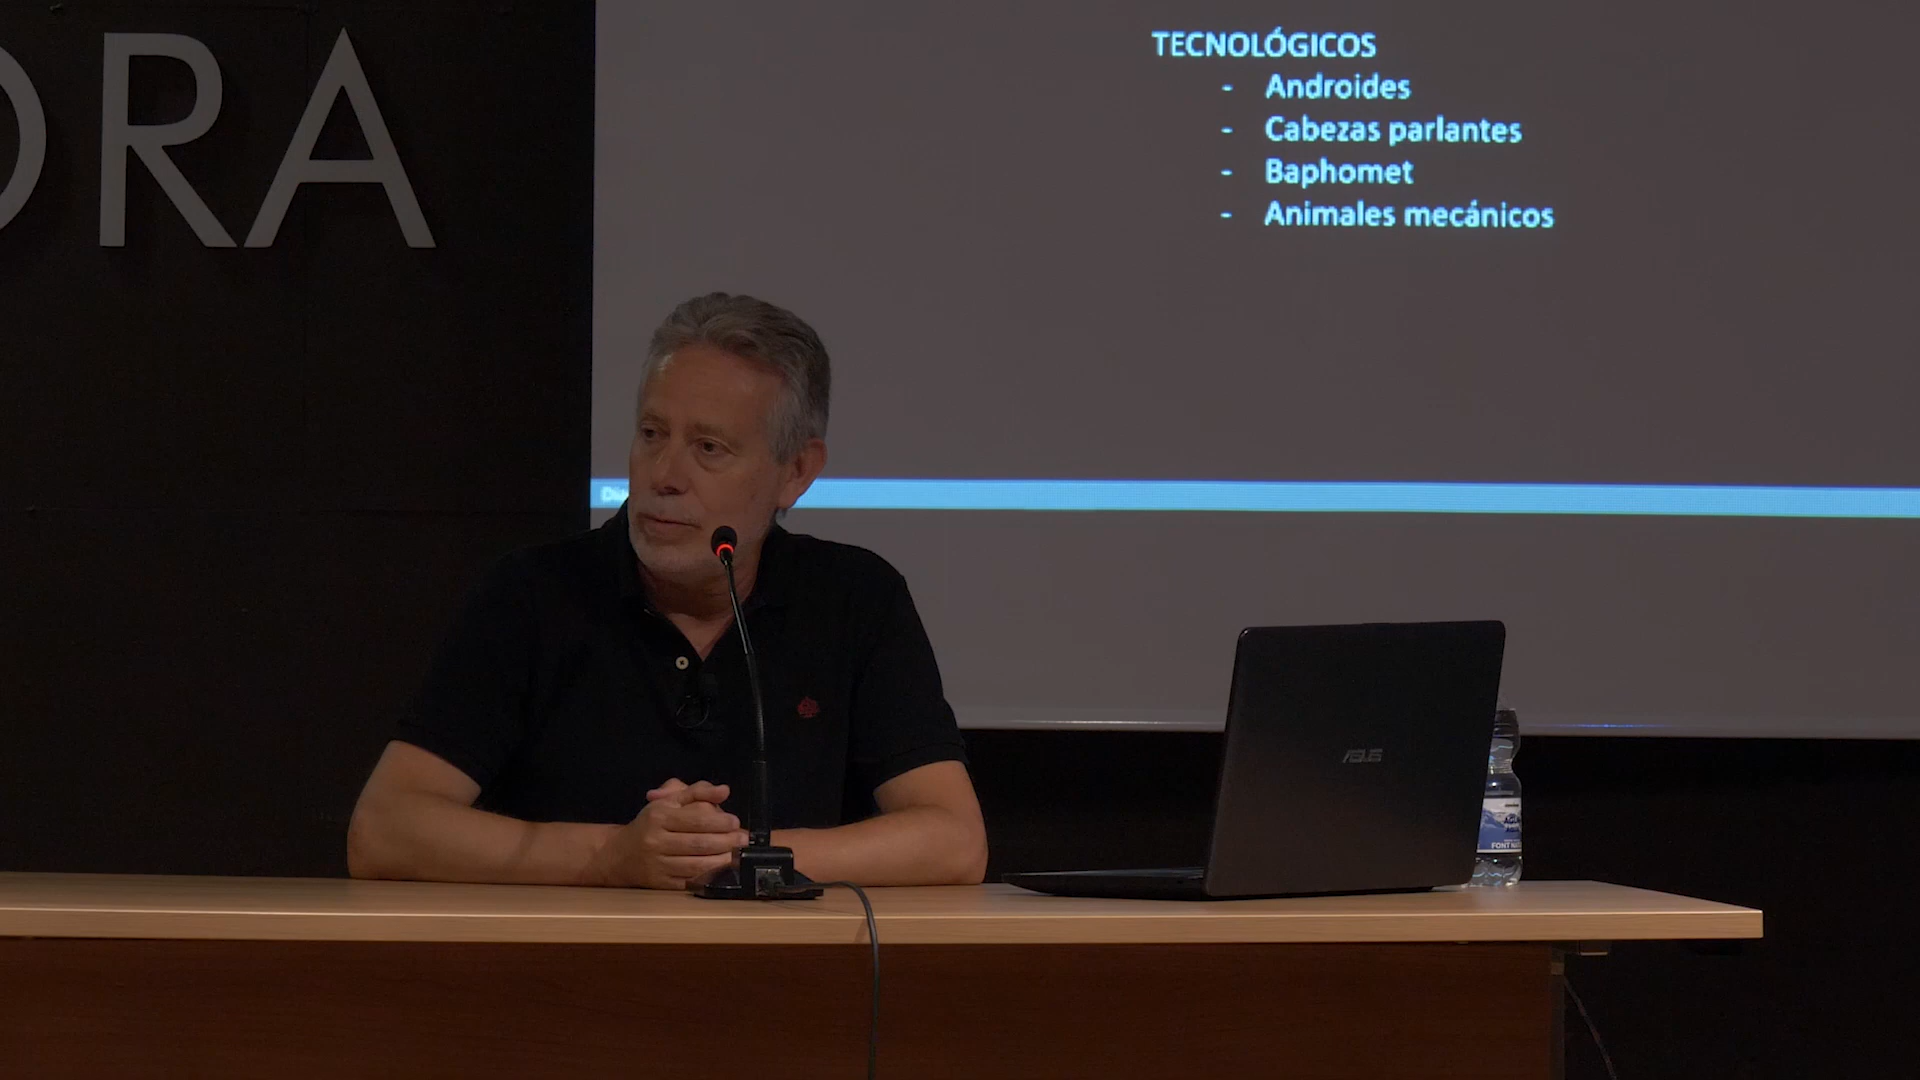 ORA
TECNOLÓGICOS
- Androides
- Cabezas parlantes
- Baphomet
- Animales mecánicos
ASUS